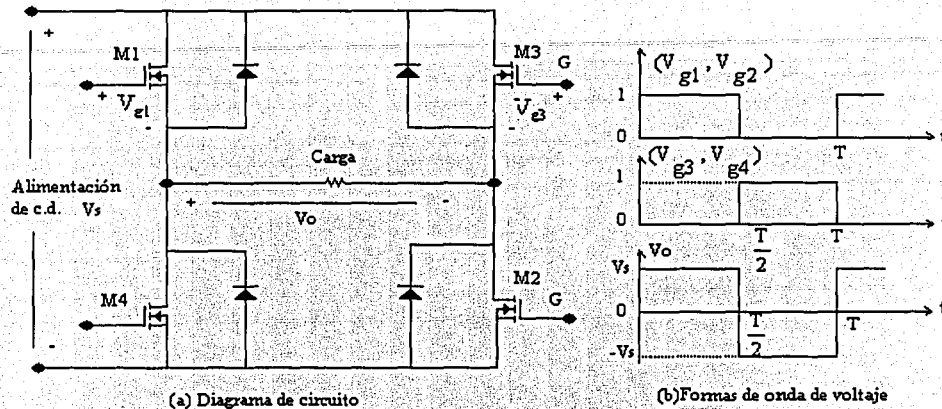 +
M1
+
Vg1
-
M3
G
+
Vg3
-
Carga
+
Vo
-
Alimentación
de c.d. Vs
M4
M2
G
-
(a) Diagrama de circuito
(Vg1, Vg2)
1
0
T
t
(Vg3, Vg4)
1
0
T/2
T
Vo
Vs
0
-Vs
T/2
T
t
(b)Formas de onda de voltaje